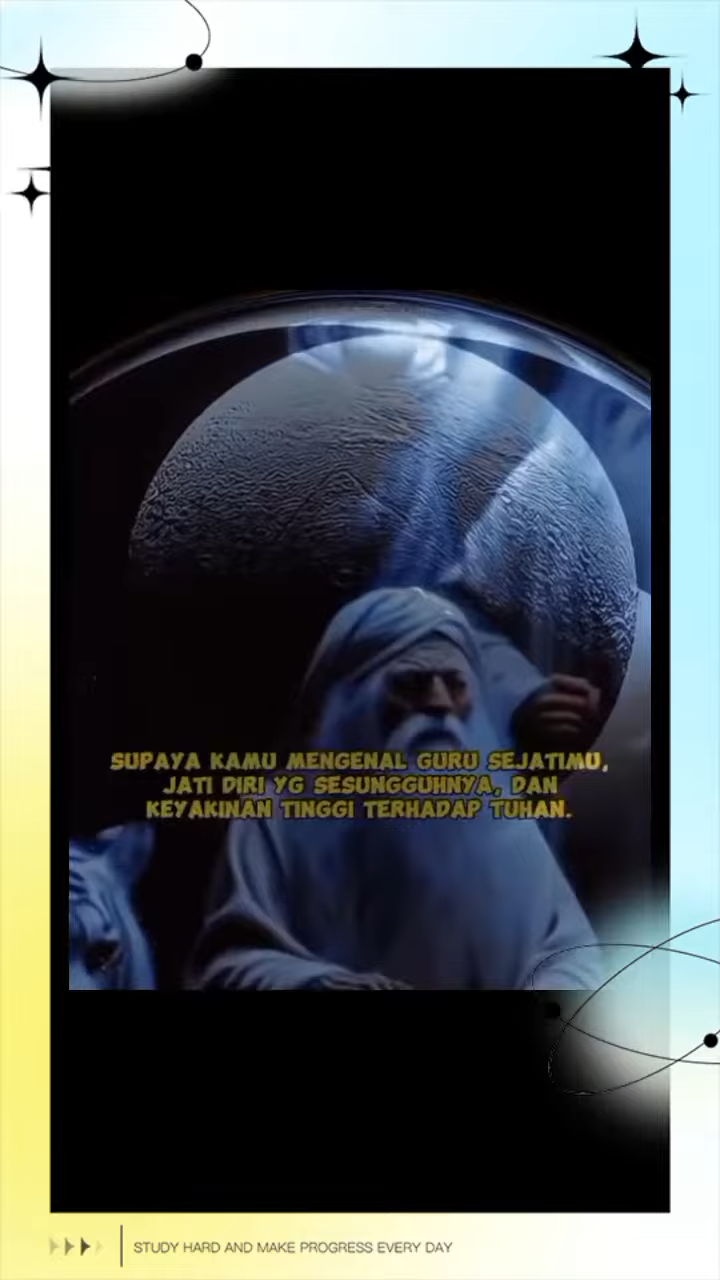 SUPAYA KAMU MENGENAL GURU SEJATIMU,
JATI DIRI YG SESUNGGUHNYA, DAN
KEYAKINAN TINGGI TERHADAP TUHAN.
STUDY HARD AND MAKE PROGRESS EVERY DAY